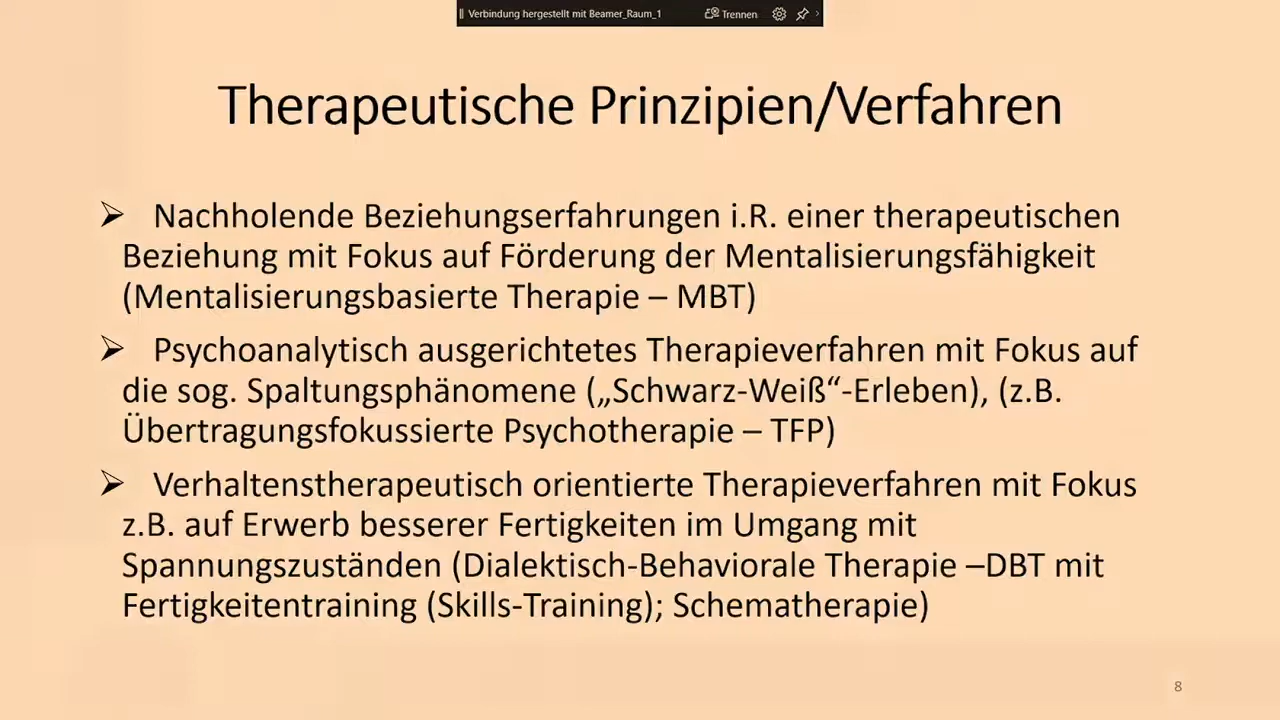 Verbindung hergestellt mit Beamer_Raum_1 Trennen
Therapeutische Prinzipien/Verfahren
➢ Nachholende Beziehungserfahrungen i.R. einer therapeutischen
Beziehung mit Fokus auf Förderung der Mentalisierungsfähigkeit
(Mentalisierungsbasierte Therapie – MBT)
➢ Psychoanalytisch ausgerichtetes Therapieverfahren mit Fokus auf
die sog. Spaltungsphänomene („Schwarz-Weiß“-Erleben), (z.B.
Übertragungsfokussierte Psychotherapie – TFP)
➢ Verhaltenstherapeutisch orientierte Therapieverfahren mit Fokus
z.B. auf Erwerb besserer Fertigkeiten im Umgang mit
Spannungszuständen (Dialektisch-Behaviorale Therapie –DBT mit
Fertigkeitentraining (Skills-Training); Schematherapie)
8